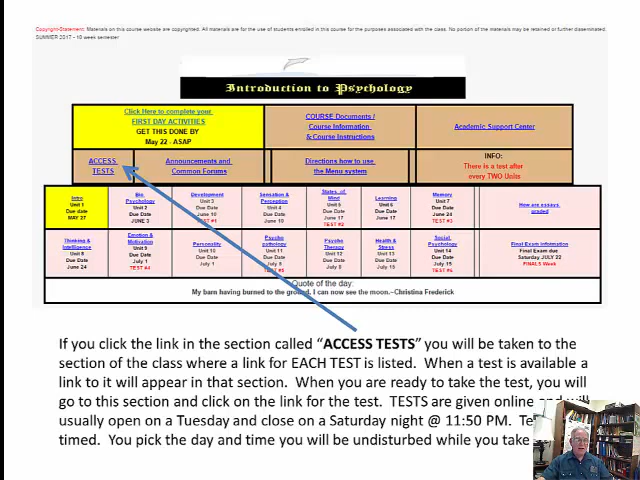 Copyright-Statement: Materials on this course website are copyrighted. All materials are for the use of students enrolled in this course for the purposes associated with the class. No portion of the materials may be retained or further disseminated.
SUMMER 2017 - 10 week semester
Introduction to Psychology
Click Here to complete your
FIRST DAY ACTIVITIES
GET THIS DONE BY
May 22 - ASAP
COURSE Documents /
Course Information
& Course Instructions
Academic Support Center
ACCESS
TESTS
Announcements and
Common Forums
Directions how to use
the Menu system
INFO:
There is a test after
every TWO Units
Intro
Unit 1
Due date
MAY 27
Bio
Psychology
Unit 2
Due Date
JUNE 3
Development
Unit 3
Due Date
June 10
TEST #1
Sensation &
Perception
Unit 4
Due Date
June 10
States of
Mind
Unit 5
Due Date
June 17
TEST #2
Learning
Unit 6
Due Date
June 17
Memory
Unit 7
Due Date
June 24
TEST #3
How are essays
graded
Thinking &
Intelligence
Unit 8
Due Date
June 24
Emotion &
Motivation
Unit 9
Due Date
July 1
TEST #4
Personality
Unit 10
Due Date
July 1
Psycho
pathology
Unit 11
Due Date
July 8
Psycho
Therapy
Unit 12
Due Date
July 8
Health &
Stress
Unit 13
Due Date
July 15
Social
Psychology
Unit 14
Due Date
July 15
TEST #6
Final Exam information
Final Exam due
Saturday JULY 22
FINALS Week
Quote of the day:
My barn having burned to the ground, I can now see the moon.--Christina Frederick
If you click the link in the section called “ACCESS TESTS” you will be taken to the
section of the class where a link for EACH TEST is listed. When a test is available a
link to it will appear in that section. When you are ready to take the test, you will
go to this section and click on the link for the test. TESTS are given online and will
usually open on a Tuesday and close on a Saturday night @ 11:50 PM.
timed. You pick the day and time you will be undisturbed while you take